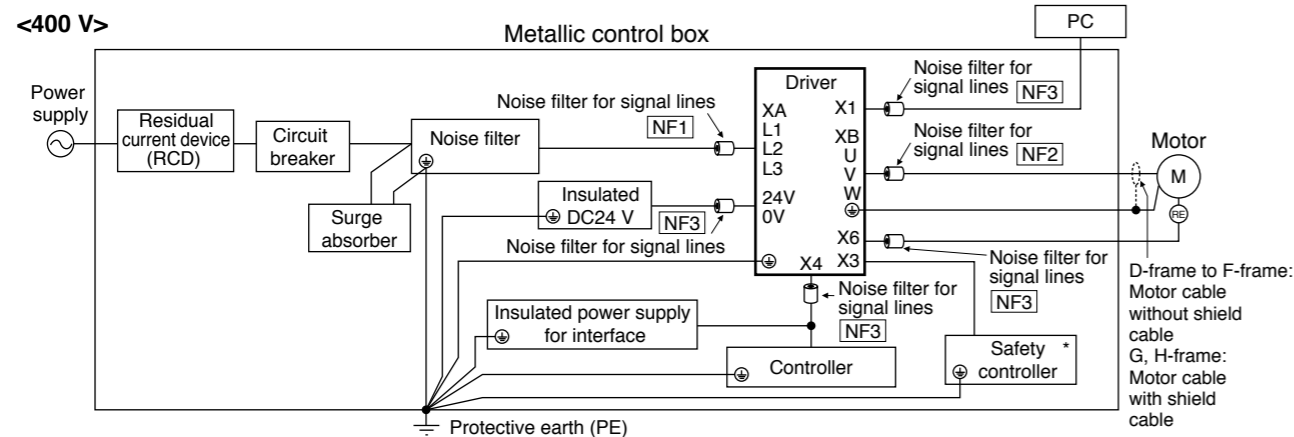 <400 V>
Metallic control box
PC
Power
supply
Residual
current device
(RCD)
Circuit
breaker
Noise filter
Surge
absorber
Noise filter for signal lines
NF1
Insulated
DC24 V
NF3
Noise filter for signal lines
Driver
XA
L1
L2
L3
24V
0V
X1
XB
U
V
W
X6
X4
X3
Noise filter for
signal lines NF3
Noise filter for
signal lines NF2
Motor
M
RE
Noise filter for
signal lines
NF3
Noise filter for
signal lines
NF3
D-frame to F-frame:
Motor cable
without shield
cable
G, H-frame:
Motor cable
with shield
cable
Insulated power supply
for interface
Controller
Safety *
controller
Protective earth (PE)